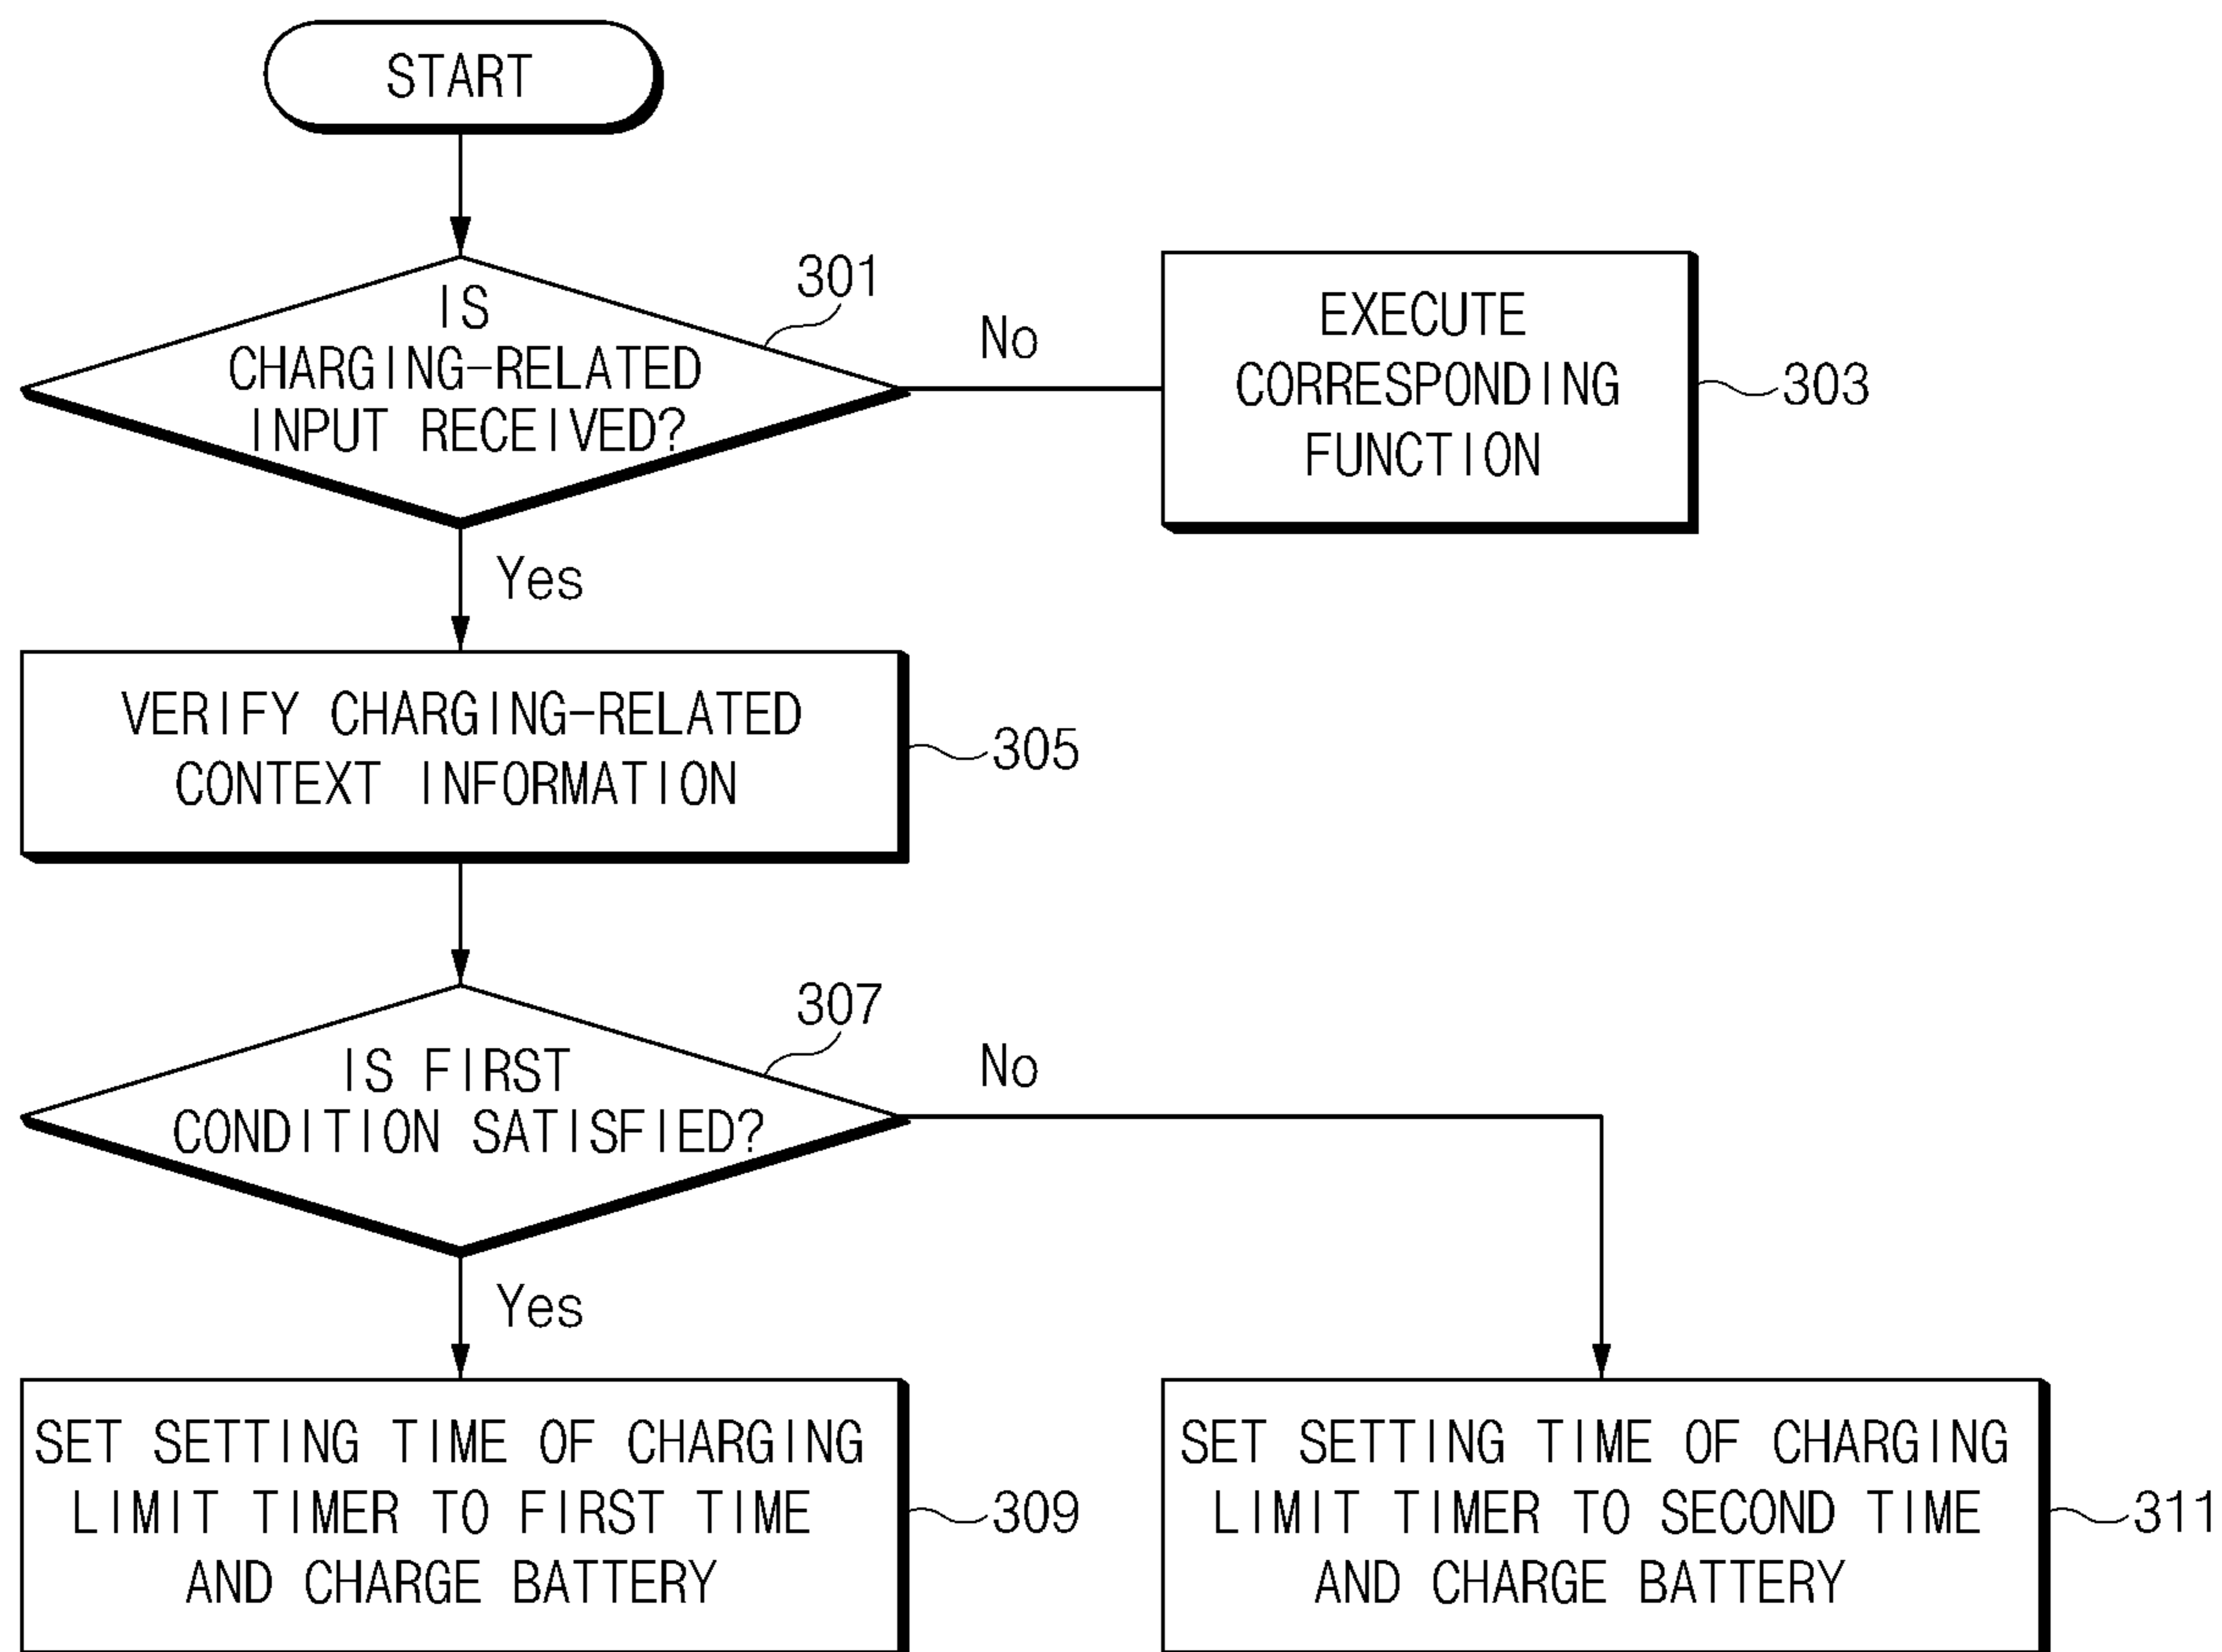 START
301
IS
CHARGING-RELATED
INPUT RECEIVED?
No
EXECUTE
CORRESPONDING
FUNCTION
303
Yes
VERIFY CHARGING-RELATED
CONTEXT INFORMATION
305
307
IS FIRST
CONDITION SATISFIED?
No
Yes
SET SETTING TIME OF CHARGING
LIMIT TIMER TO FIRST TIME
AND CHARGE BATTERY
309
SET SETTING TIME OF CHARGING
LIMIT TIMER TO SECOND TIME
AND CHARGE BATTERY
311